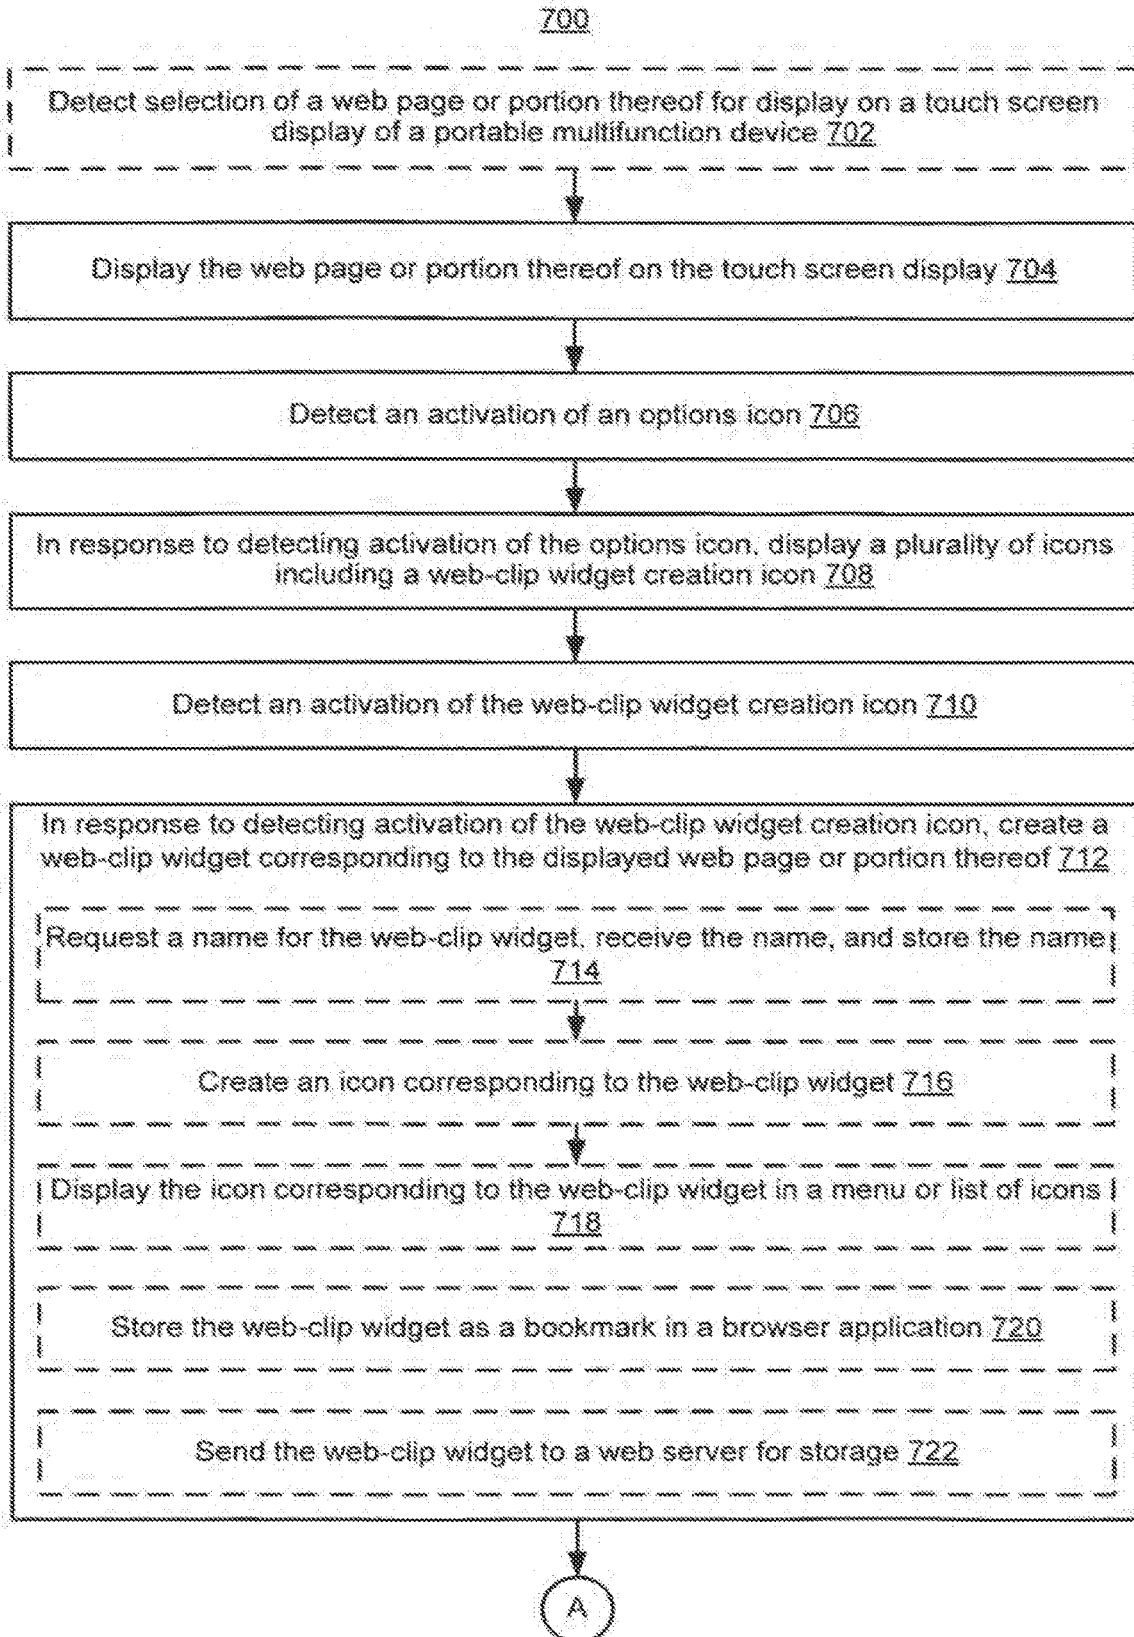 700
Detect selection of a web page or portion thereof for display on a touch screen
display of a portable multifunction device 702
Display the web page or portion thereof on the touch screen display 704
Detect an activation of an options icon 706
In response to detecting activation of the options icon, display a plurality of icons
including a web-clip widget creation icon 708
Detect an activation of the web-clip widget creation icon 710
In response to detecting activation of the web-clip widget creation icon, create a
web-clip widget corresponding to the displayed web page or portion thereof 712
Request a name for the web-clip widget, receive the name, and store the name
714
Create an icon corresponding to the web-clip widget 716
Display the icon corresponding to the web-clip widget in a menu or list of icons
718
Store the web-clip widget as a bookmark in a browser application 720
Send the web-clip widget to a web server for storage 722
A